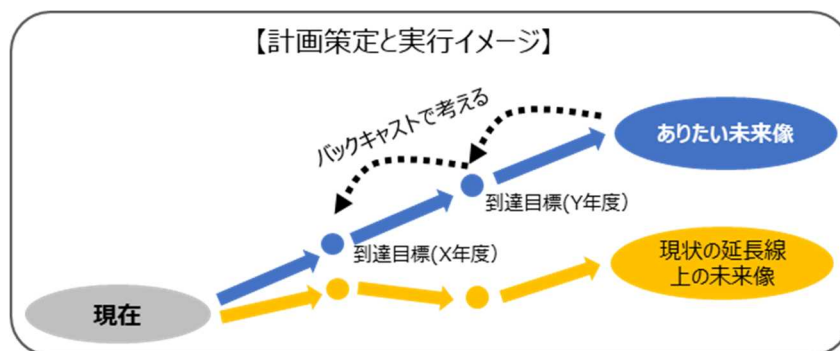 【計画策定と実行イメージ】
バックキャストで考える
ありたい未来像
到達目標(Y年度）
到達目標(X年度）
現状の延長線
上の未来像
現在